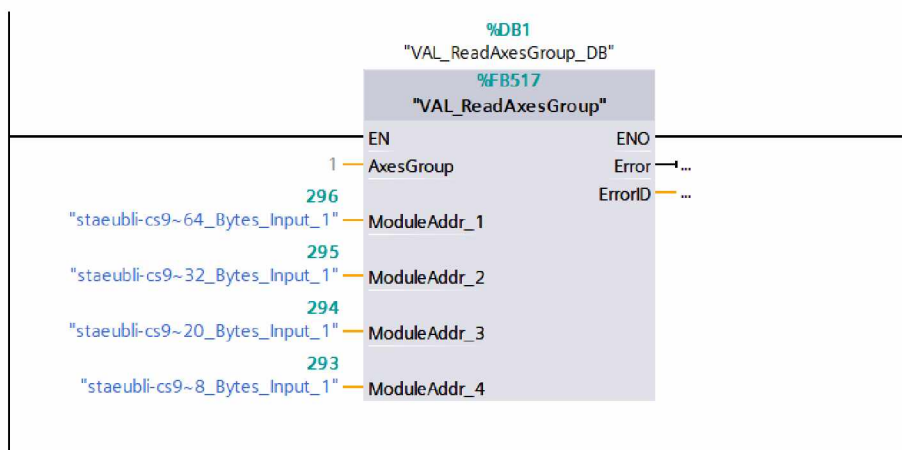 %DB1
"VAL_ReadAxesGroup_DB"
%FB517
"VAL_ReadAxesGroup"
EN ENO
1 AxesGroup Error ...
296 ErrorID ...
"staeubli-cs9~64_Bytes_Input_1" ModuleAddr_1
295
"staeubli-cs9~32_Bytes_Input_1" ModuleAddr_2
294
"staeubli-cs9~20_Bytes_Input_1" ModuleAddr_3
293
"staeubli-cs9~8_Bytes_Input_1" ModuleAddr_4